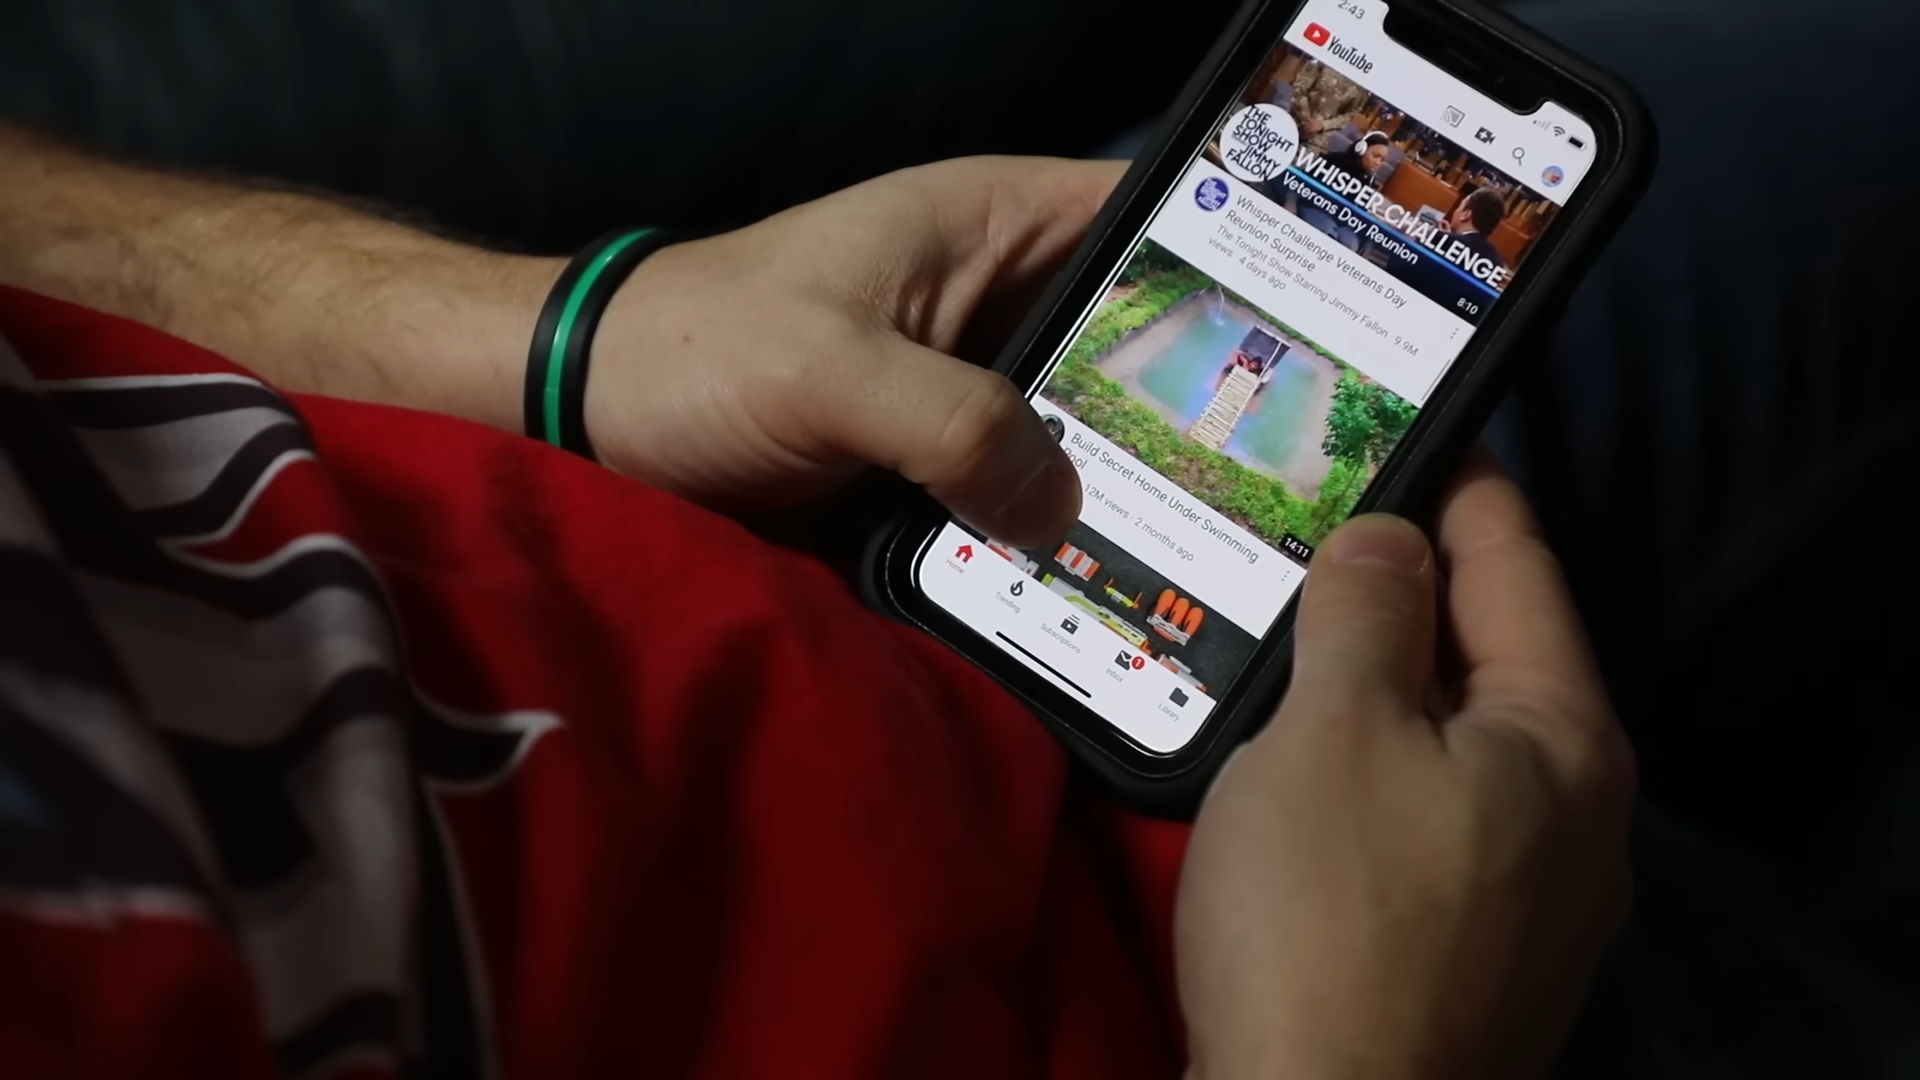 2:43
YouTube
THE
TONIGHT
SHOW
JIMMY
FALLON
WHISPER CHALLENGE
Veterans Day Reunion
8:10
Whisper Challenge Veterans Day
Reunion Surprise
The Tonight Show Starring Jimmy Fallon · 9.9M
views · 4 days ago
14:11
Build Secret Home Under Swimming
Pool
12M views · 2 months ago
Home
Trending
Subscriptions
Inbox
1
Library